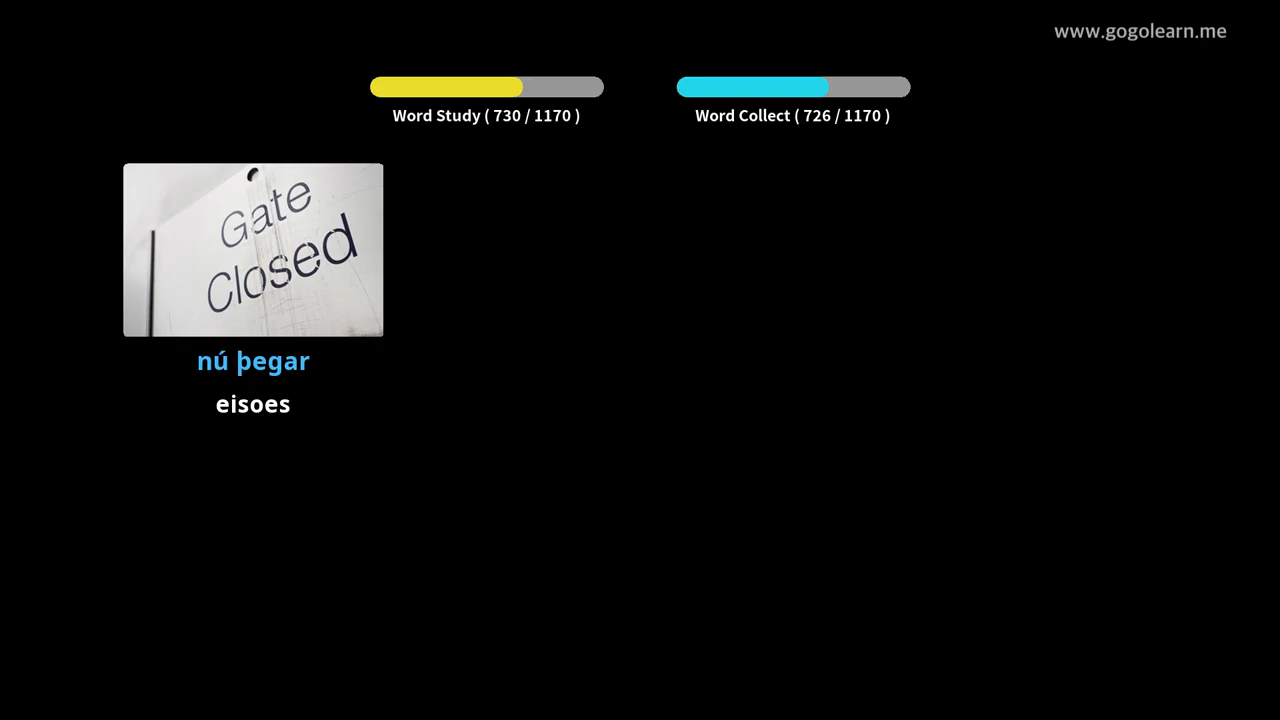 www.gogolearn.me
Word Study ( 730 / 1170 )
Word Collect ( 726 / 1170 )
Gate
Closed
nú þegar
eisoes